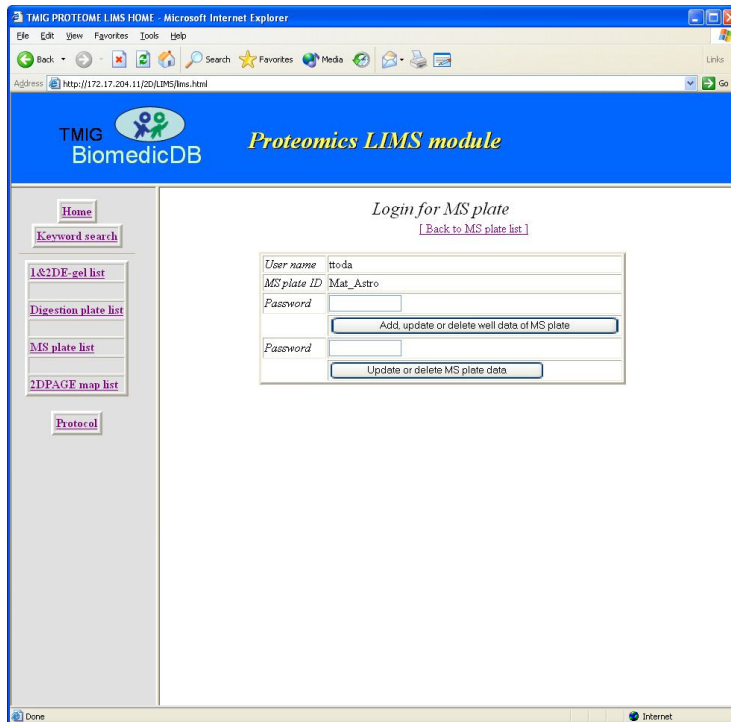 TMIG PROTEOME LIMS HOME - Microsoft Internet Explorer
File Edit View Favorites Tools Help
Back Search Favorites Media Links
Address http://172.17.204.11/2D/LIMS/lims.html Go
TMIG
BiomedicDB
Proteomics LIMS module
Home
Keyword search
1&2DE-gel list
Digestion plate list
MS plate list
2DPAGE map list
Protocol
Login for MS plate
[ Back to MS plate list ]
User name ttoda
MS plate ID Mat_Astro
Password
Add, update or delete well data of MS plate
Password
Update or delete MS plate data
Done Internet